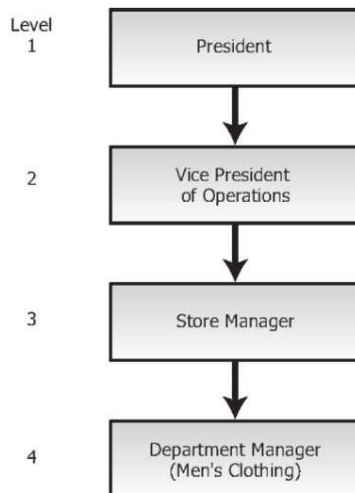 Level
1
President
2
Vice President
of Operations
3
Store Manager
4
Department Manager
(Men's Clothing)